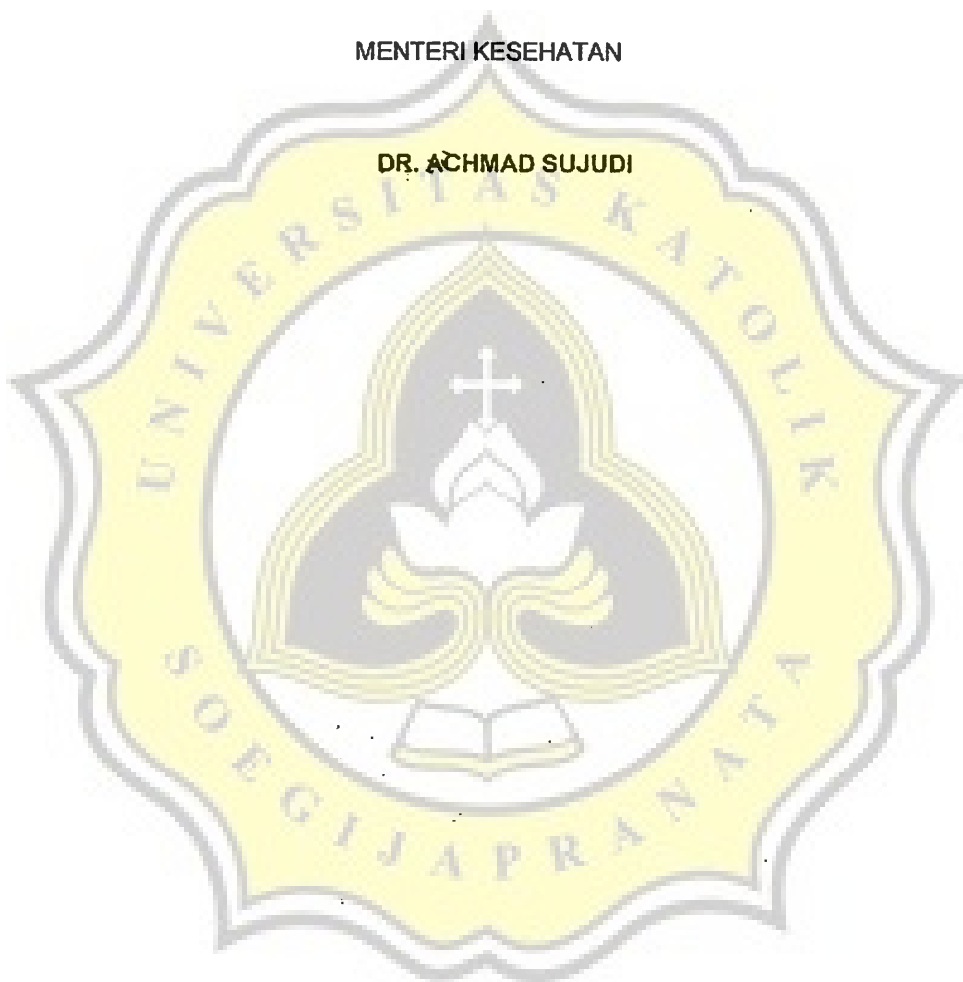 MENTERI KESEHATAN
DR. ACHMAD SUJUDI
UNIVERSITAS KATOLIK
SOEGIJAPRANATA